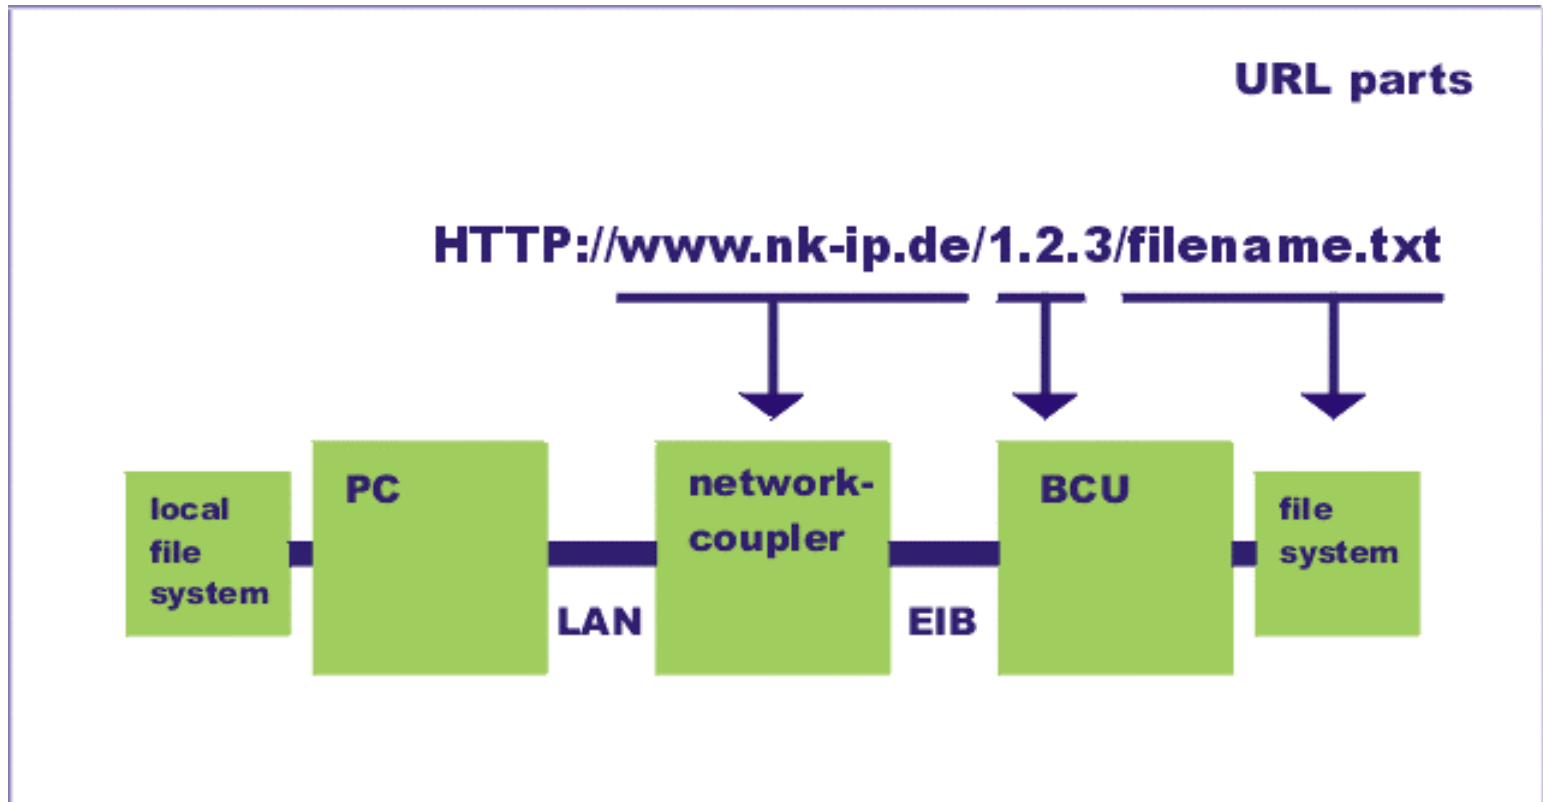 URL parts
HTTP://www.nk-ip.de/1.2.3/filename.txt
local
file
system
PC
LAN
network-
coupler
EIB
BCU
file
system